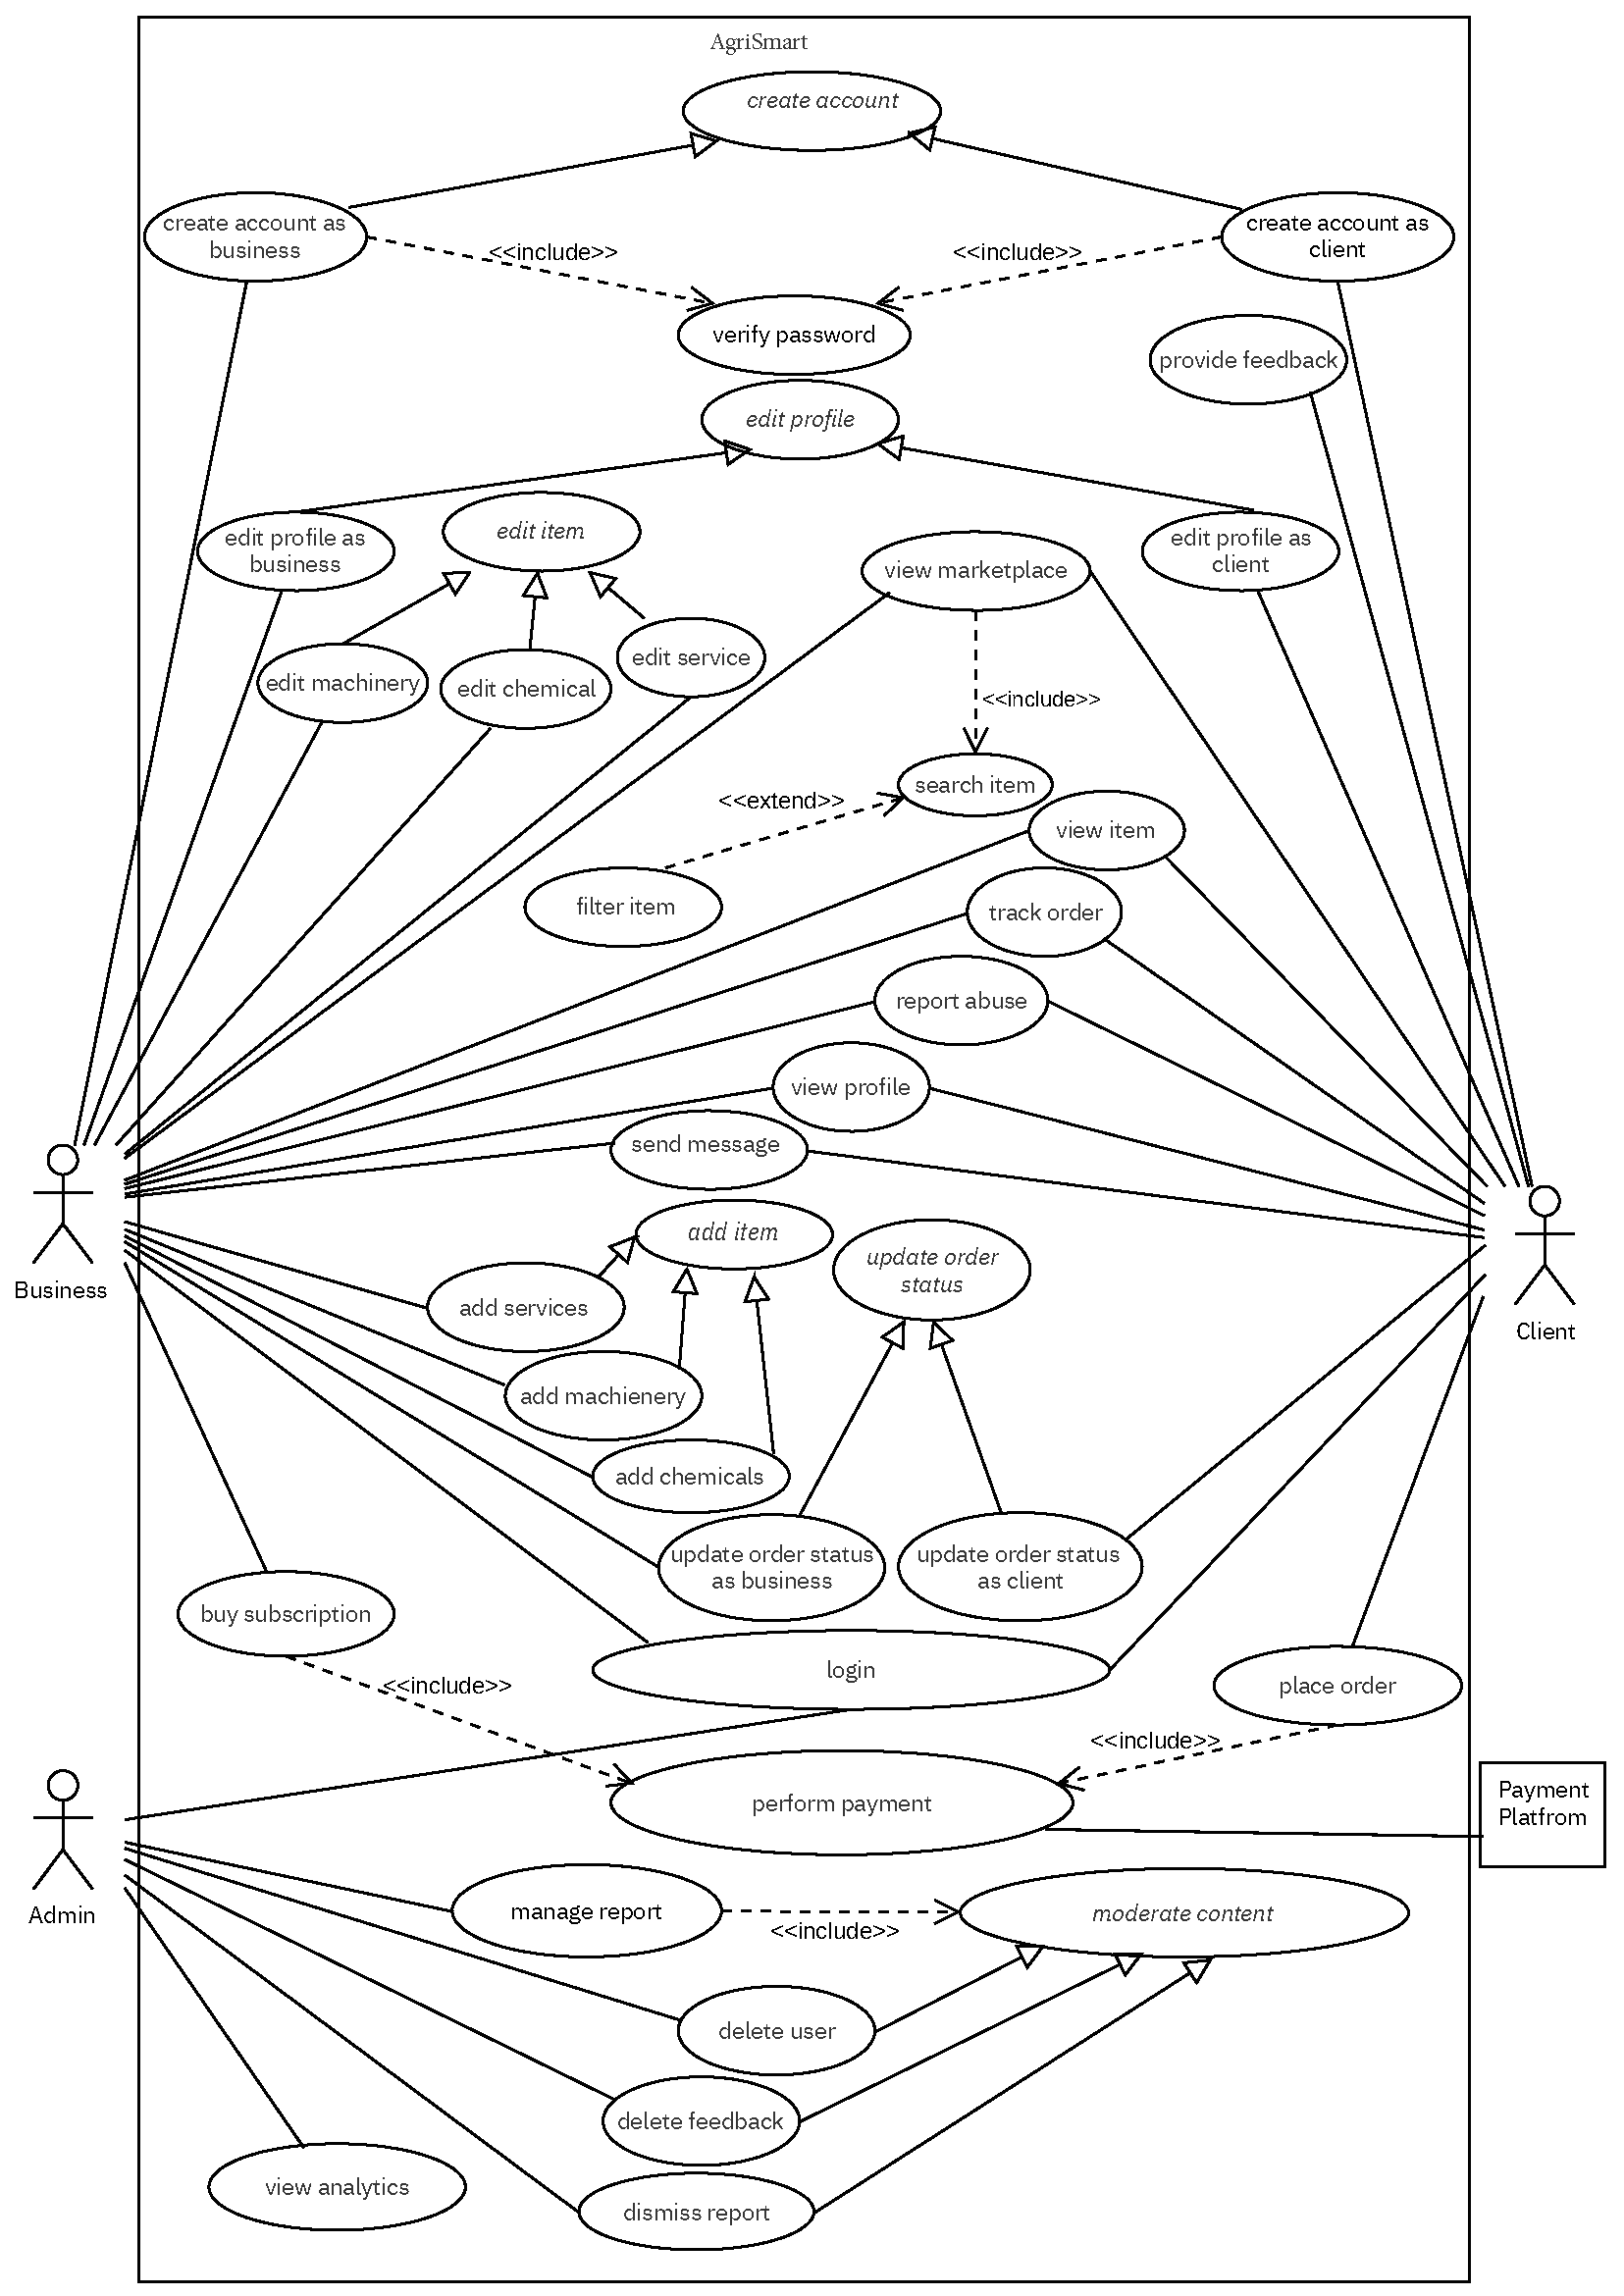 AgriSmart
create account
create account as
business
create account as
client
<<include>>
<<include>>
verify password
provide feedback
edit profile
edit profile as
business
edit item
view marketplace
edit profile as
client
edit machinery
edit chemical
edit service
<<include>>
search item
<<extend>>
view item
filter item
track order
report abuse
view profile
send message
add item
update order
status
Business
add services
Client
add machienery
add chemicals
update order status
as business
update order status
as client
buy subscription
login
<<include>>
place order
<<include>>
perform payment
Payment
Platfrom
Admin
manage report
<<include>>
moderate content
delete user
delete feedback
view analytics
dismiss report